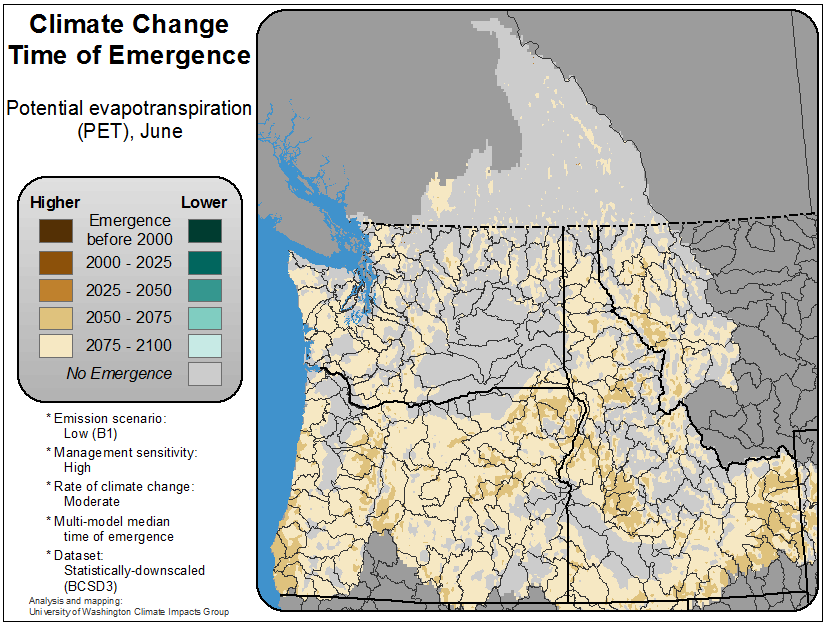 Climate Change
Time of Emergence
Potential evapotranspiration
(PET), June
Higher
Lower
Emergence
before 2000
2000 - 2025
2025 - 2050
2050 - 2075
2075 - 2100
No Emergence
* Emission scenario:
Low (B1)
* Management sensitivity:
High
* Rate of climate change:
Moderate
* Multi-model median
time of emergence
* Dataset:
Statistically-downscaled
(BCSD3)
Analysis and mapping:
University of Washington Climate Impacts Group